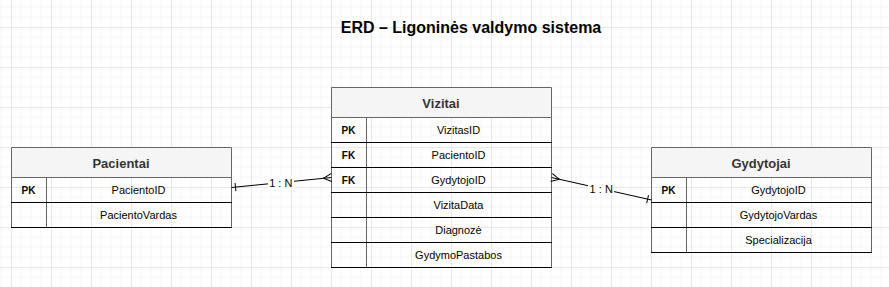 ERD – Ligoninės valdymo sistema
Pacientai
PK PacientoID
PacientoVardas
1 : N
Vizitai
PK VizitasID
FK PacientoID
FK GydytojoID
VizitaData
Diagnozė
GydymoPastabos
1 : N
Gydytojai
PK GydytojoID
GydytojoVardas
Specializacija